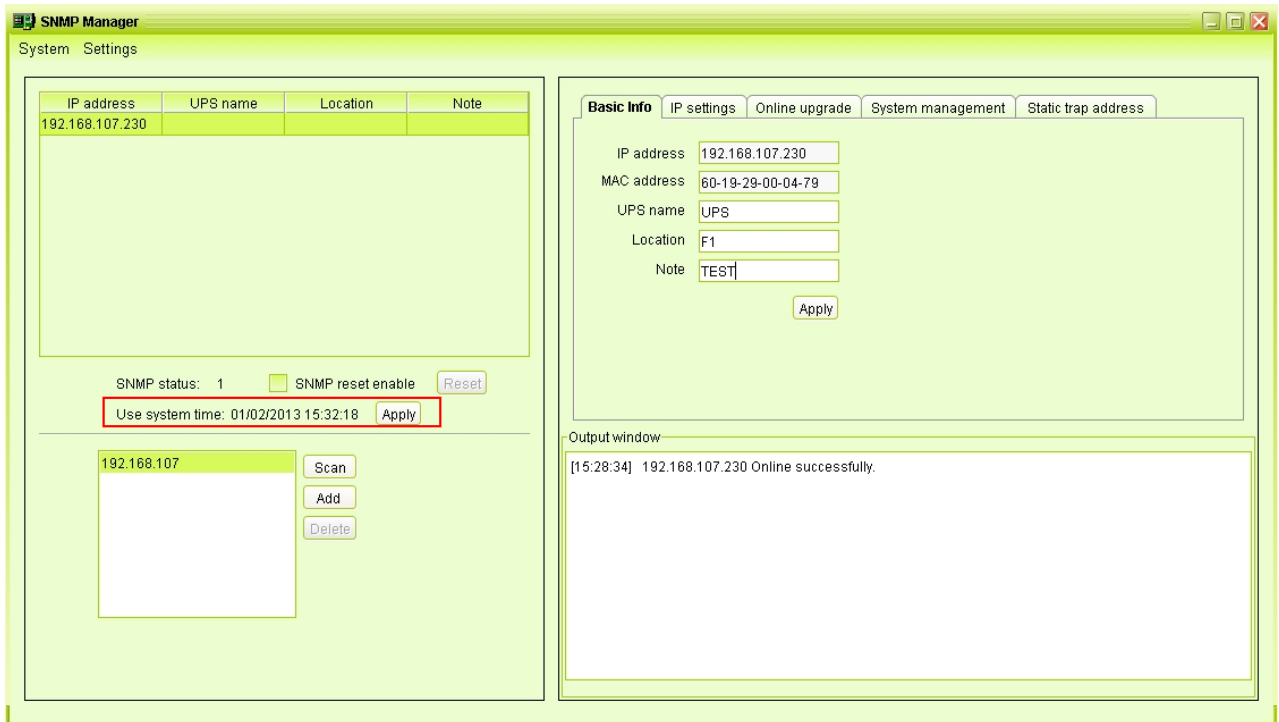 SNMP Manager
System Settings
IP address UPS name Location Note
192.168.107.230
SNMP status: 1 SNMP reset enable Reset
Use system time: 01/02/2013 15:32:18 Apply
192.168.107
Scan
Add
Delete
Basic Info IP settings Online upgrade System management Static trap address
IP address 192.168.107.230
MAC address 60-19-29-00-04-79
UPS name UPS
Location F1
Note TEST
Apply
Output window
[15:28:34] 192.168.107.230 Online successfully.